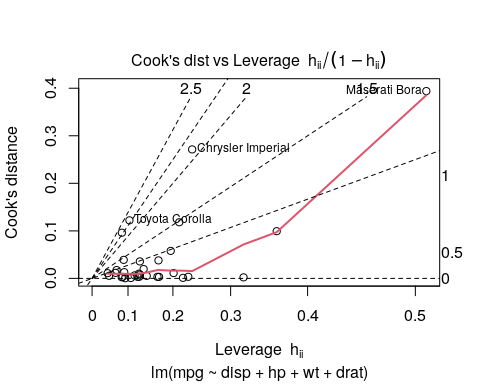 Cook's dist vs Leverage hii/(1 − hii)
2.5 2 1.5
Maserati Bora
Chrysler Imperial
Toyota Corolla
1
0.5
0
0.0 0.1 0.2 0.3 0.4
Cook's distance
0 0.1 0.2 0.3 0.4 0.5
Leverage hii
lm(mpg ~ disp + hp + wt + drat)